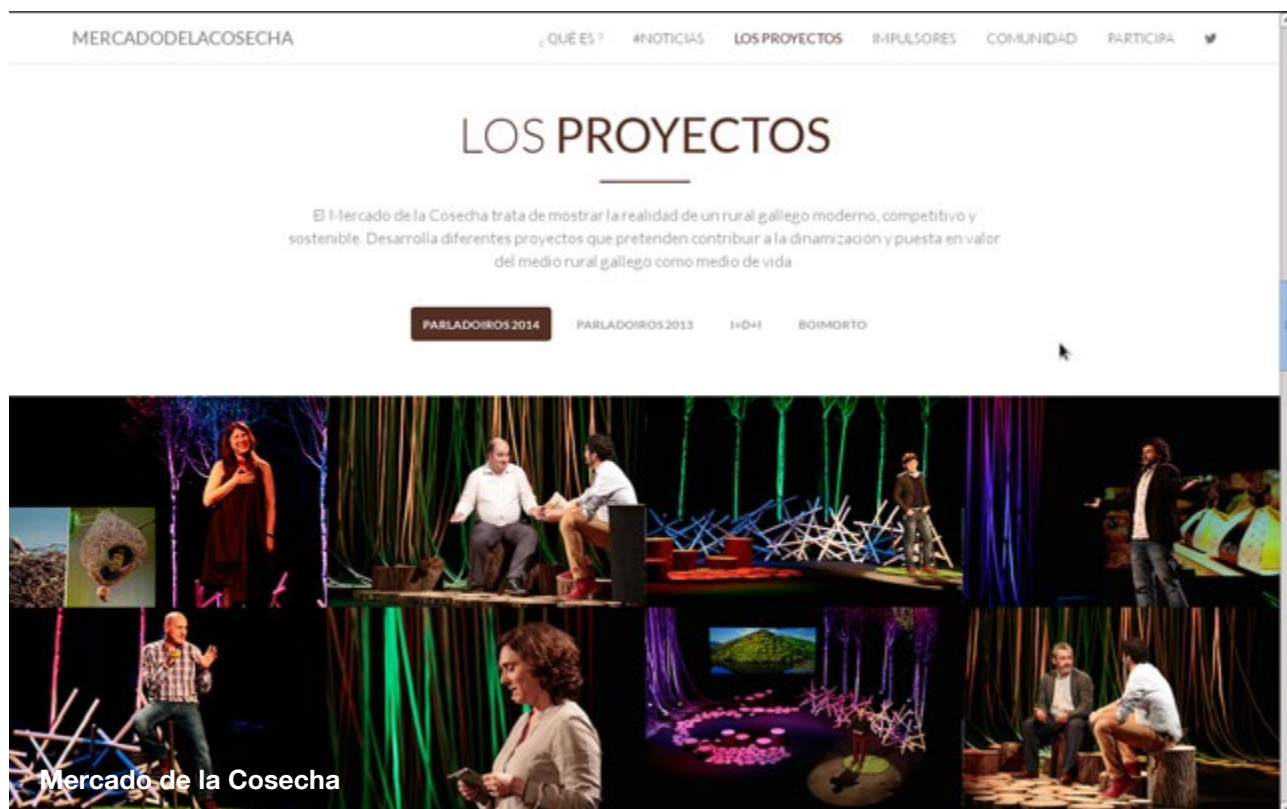 MERCADODELACOSECHA ¿QUÉ ES? #NOTICIAS LOS PROYECTOS IMPULSORES COMUNIDAD PARTICIPA
LOS PROYECTOS
El Mercado de la Cosecha trata de mostrar la realidad de un rural gallego moderno, competitivo y
sostenible. Desarrolla diferentes proyectos que pretenden contribuir a la dinamización y puesta en valor
del medio rural gallego como medio de vida
PARLADOIROS 2014 PARLADOIROS 2013 I+D+I BOIMORTO
Mercado de la Cosecha